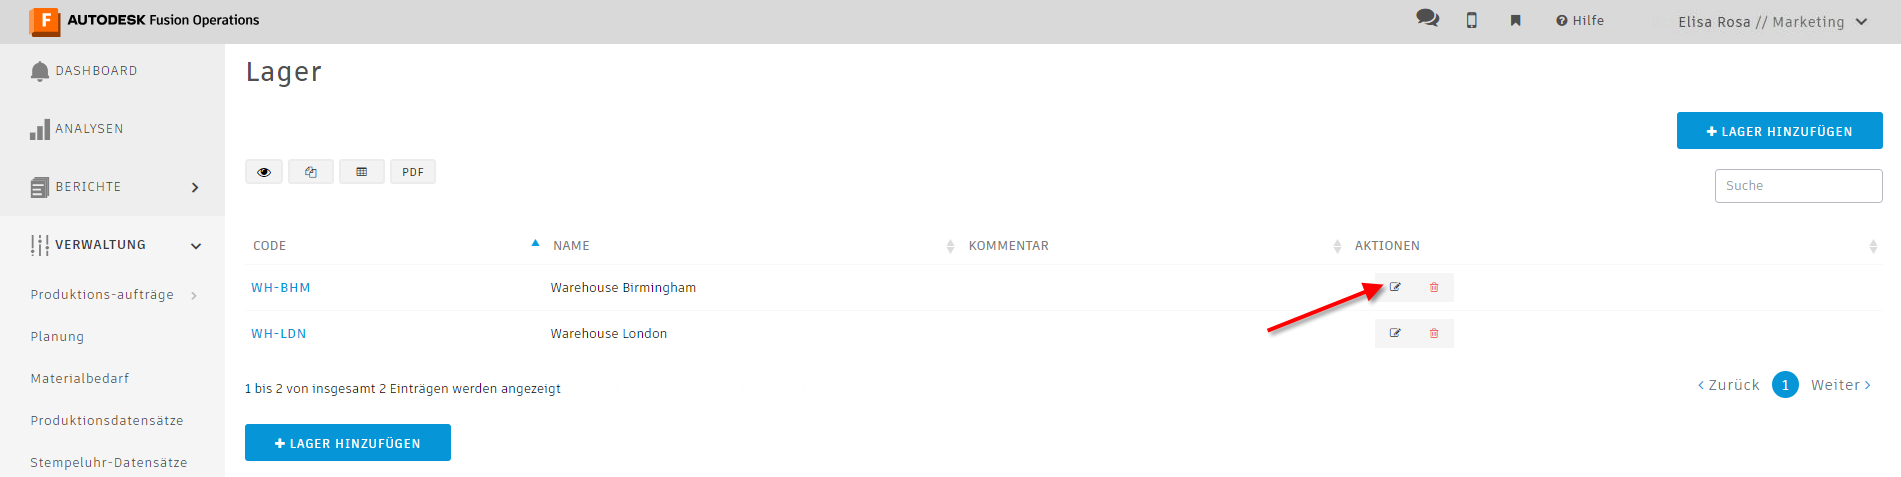 F AUTODESK Fusion Operations
Hilfe
Elisa Rosa // Marketing
DASHBOARD
ANALYSEN
BERICHTE
VERWALTUNG
Produktions-aufträge
Planung
Materialbedarf
Produktionsdatensätze
Stempeluhr-Datensätze
Lager
+ LAGER HINZUFÜGEN
PDF
Suche
CODE NAME KOMMENTAR AKTIONEN
WH-BHM Warehouse Birmingham
WH-LDN Warehouse London
1 bis 2 von insgesamt 2 Einträgen werden angezeigt
‹ Zurück 1 Weiter ›
+ LAGER HINZUFÜGEN